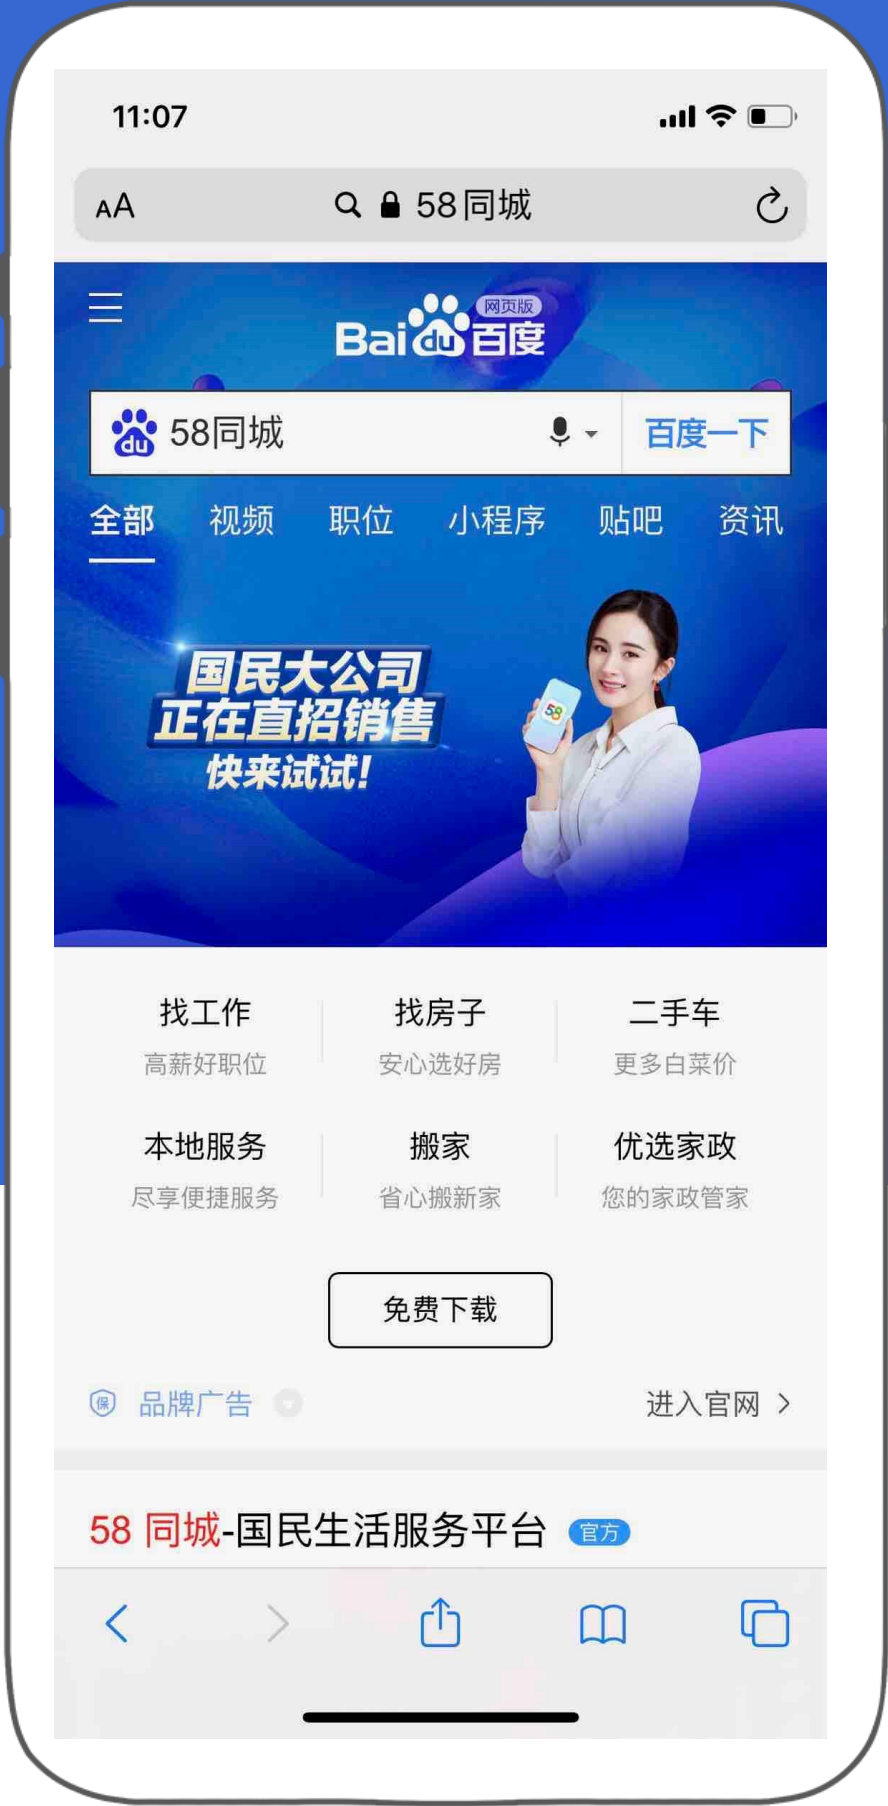 11:07
AA 58同城
网页版
Bai du 百度
du 58同城 百度一下
全部 视频 职位 小程序 贴吧 资讯
国民大公司
正在直招销售
快来试试!
58
找工作 找房子 二手车
高薪好职位 安心选好房 更多白菜价
本地服务 搬家 优选家政
尽享便捷服务 省心搬新家 您的家政管家
免费下载
保 品牌广告 进入官网
58 同城-国民生活服务平台 官方